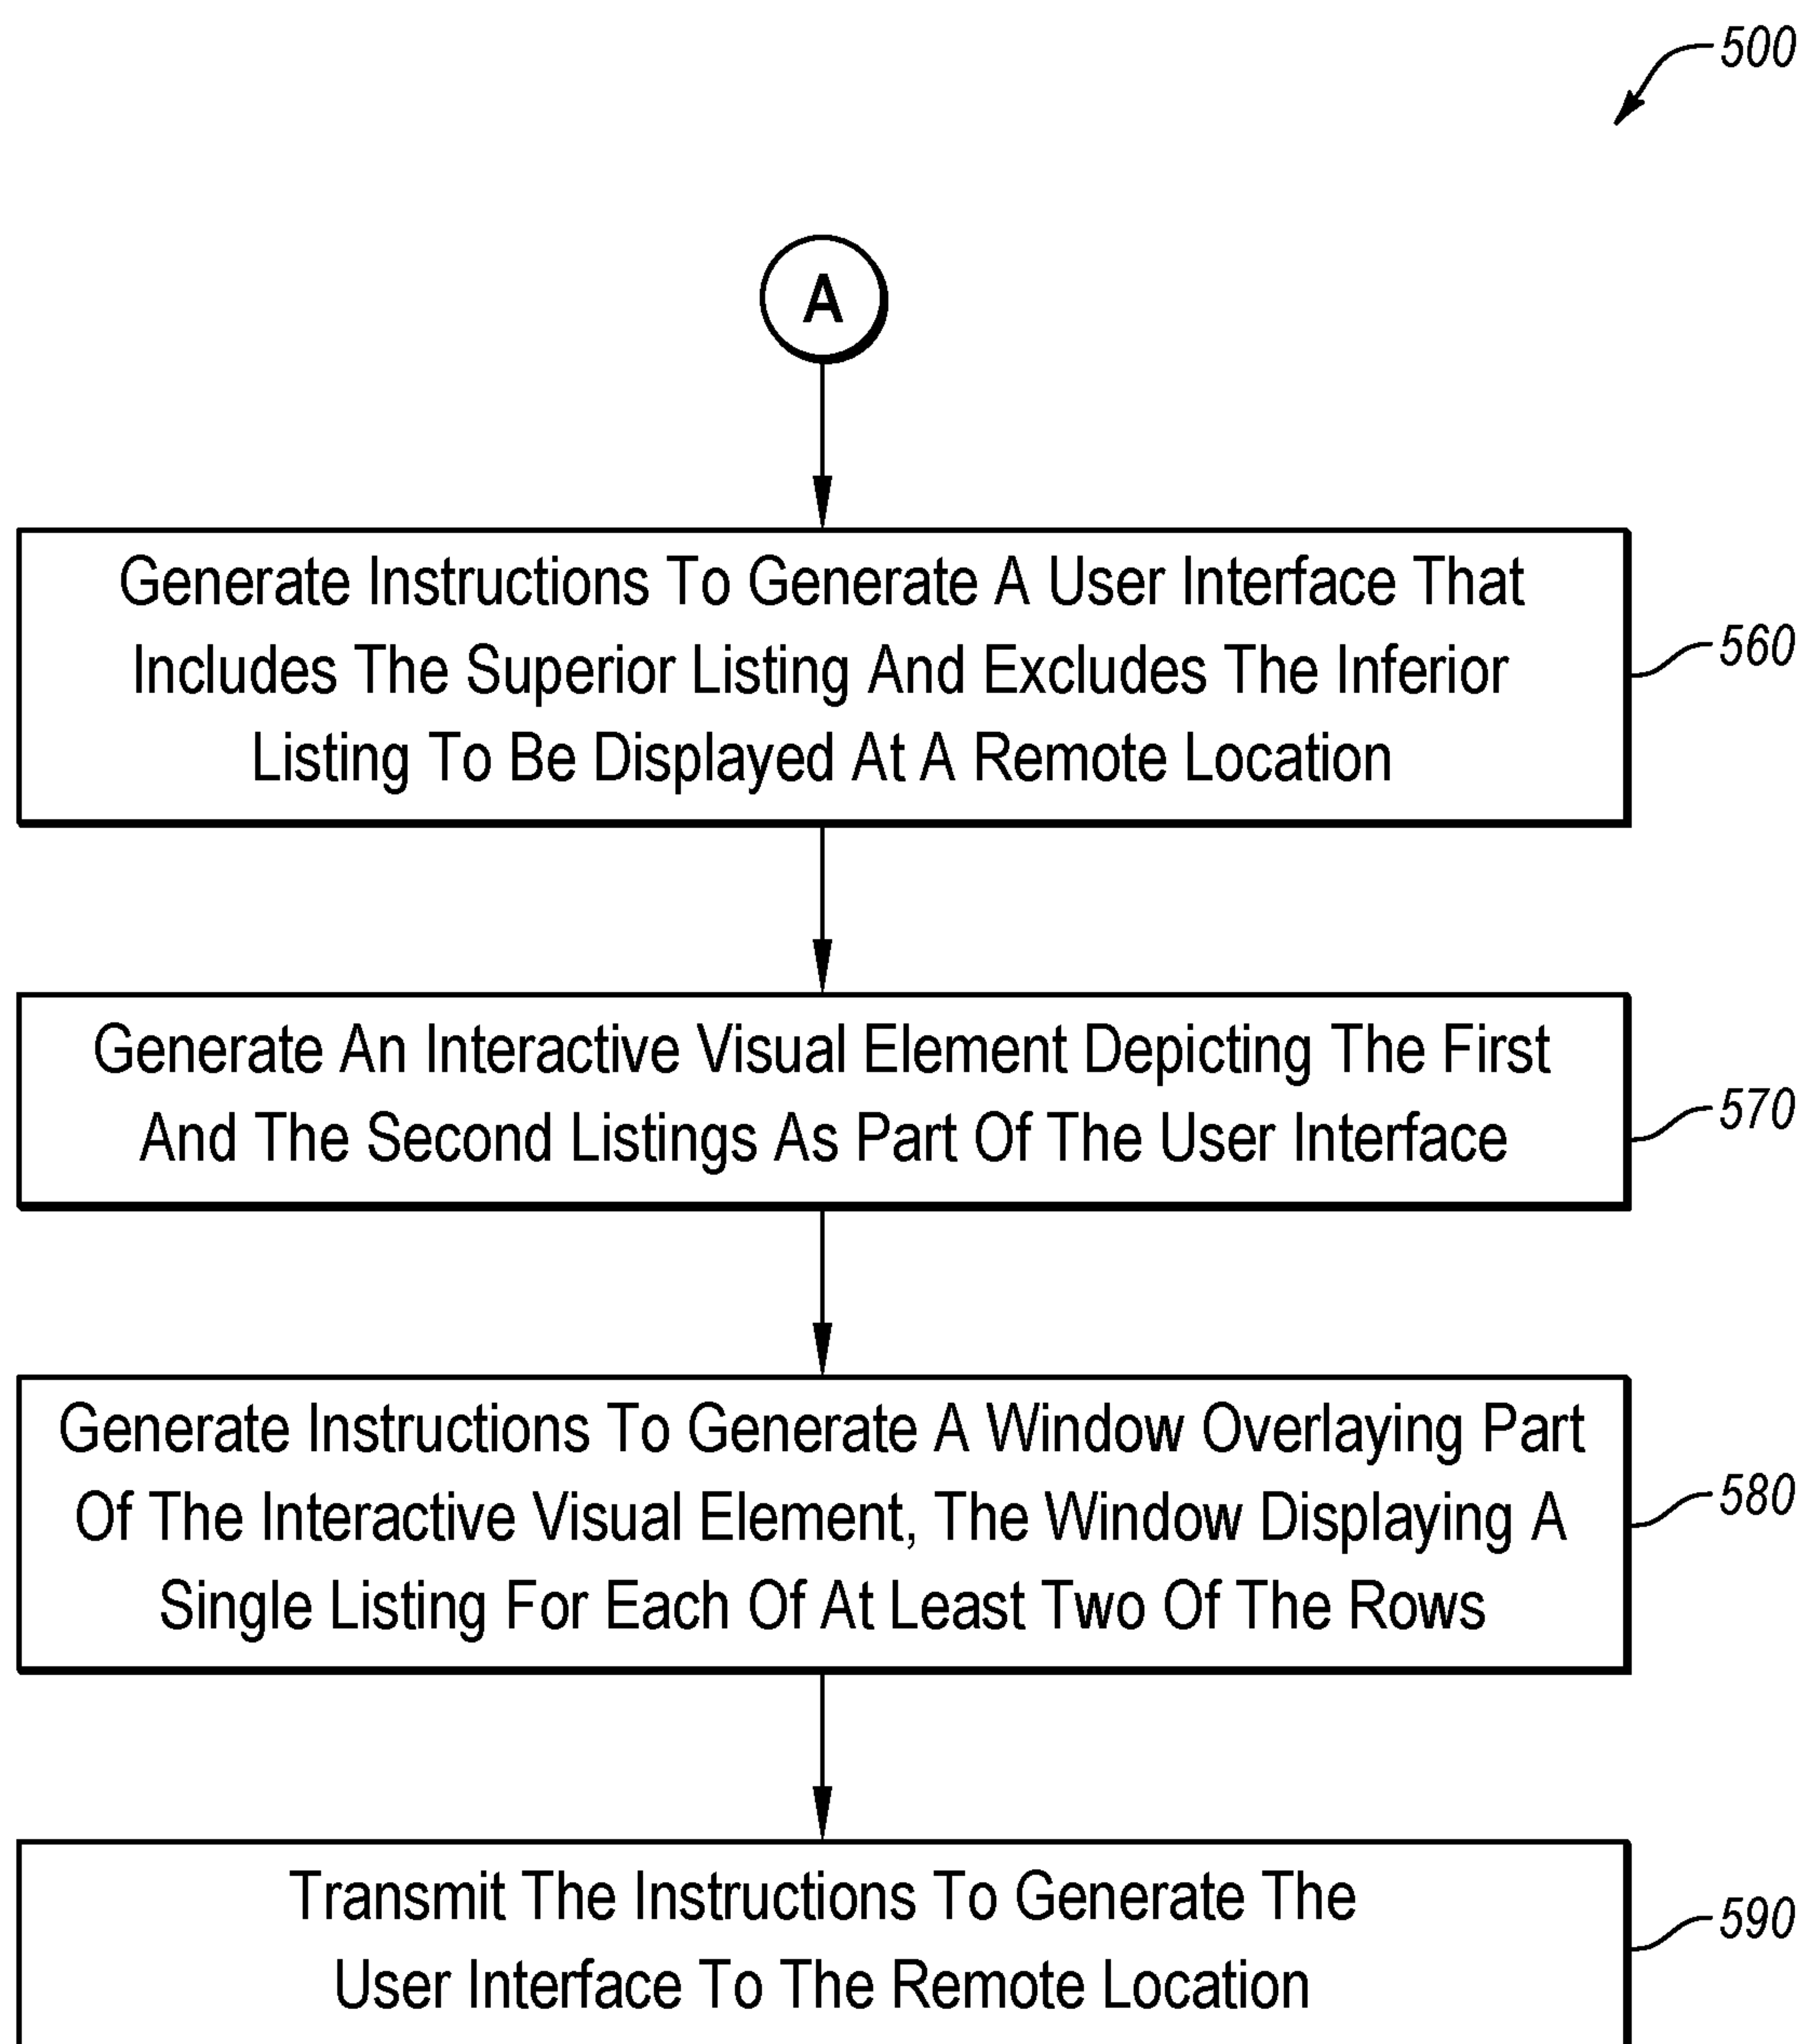 500
A
Generate Instructions To Generate A User Interface That
Includes The Superior Listing And Excludes The Inferior
Listing To Be Displayed At A Remote Location
560
Generate An Interactive Visual Element Depicting The First
And The Second Listings As Part Of The User Interface
570
Generate Instructions To Generate A Window Overlaying Part
Of The Interactive Visual Element, The Window Displaying A
Single Listing For Each Of At Least Two Of The Rows
580
Transmit The Instructions To Generate The
User Interface To The Remote Location
590